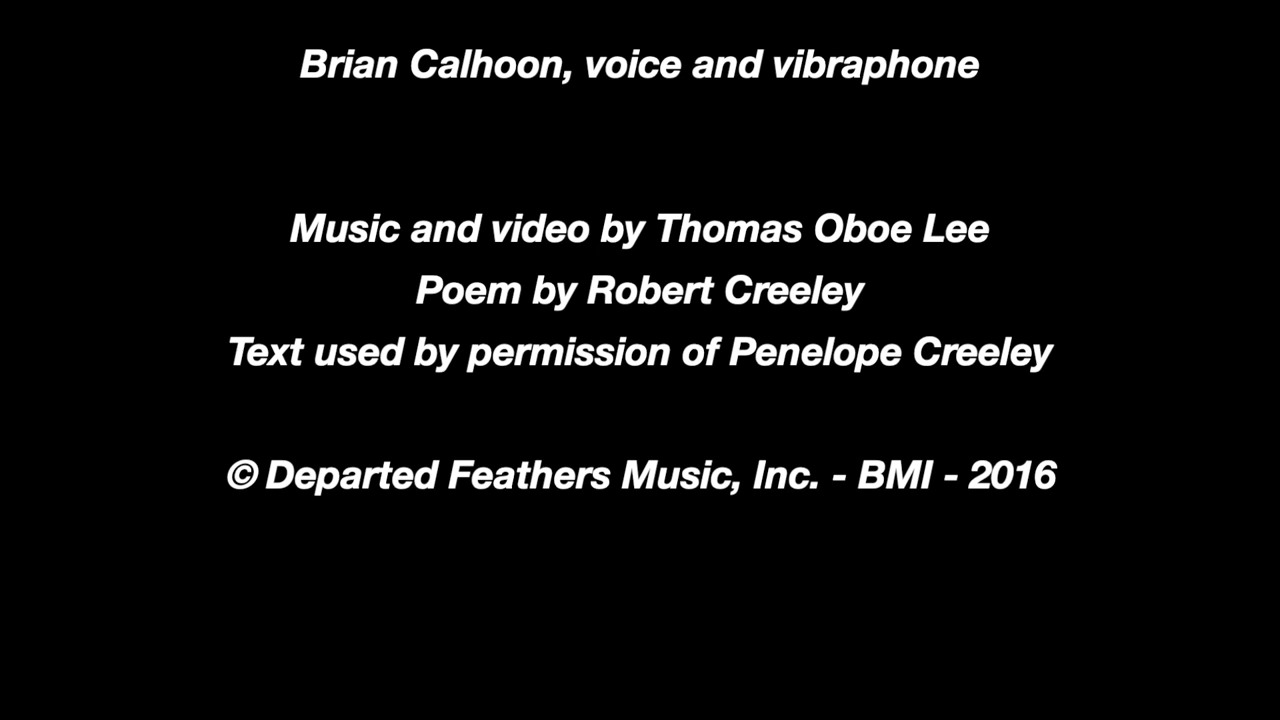 Brian Calhoon, voice and vibraphone
Music and video by Thomas Oboe Lee
Poem by Robert Creeley
Text used by permission of Penelope Creeley
© Departed Feathers Music, Inc. - BMI - 2016